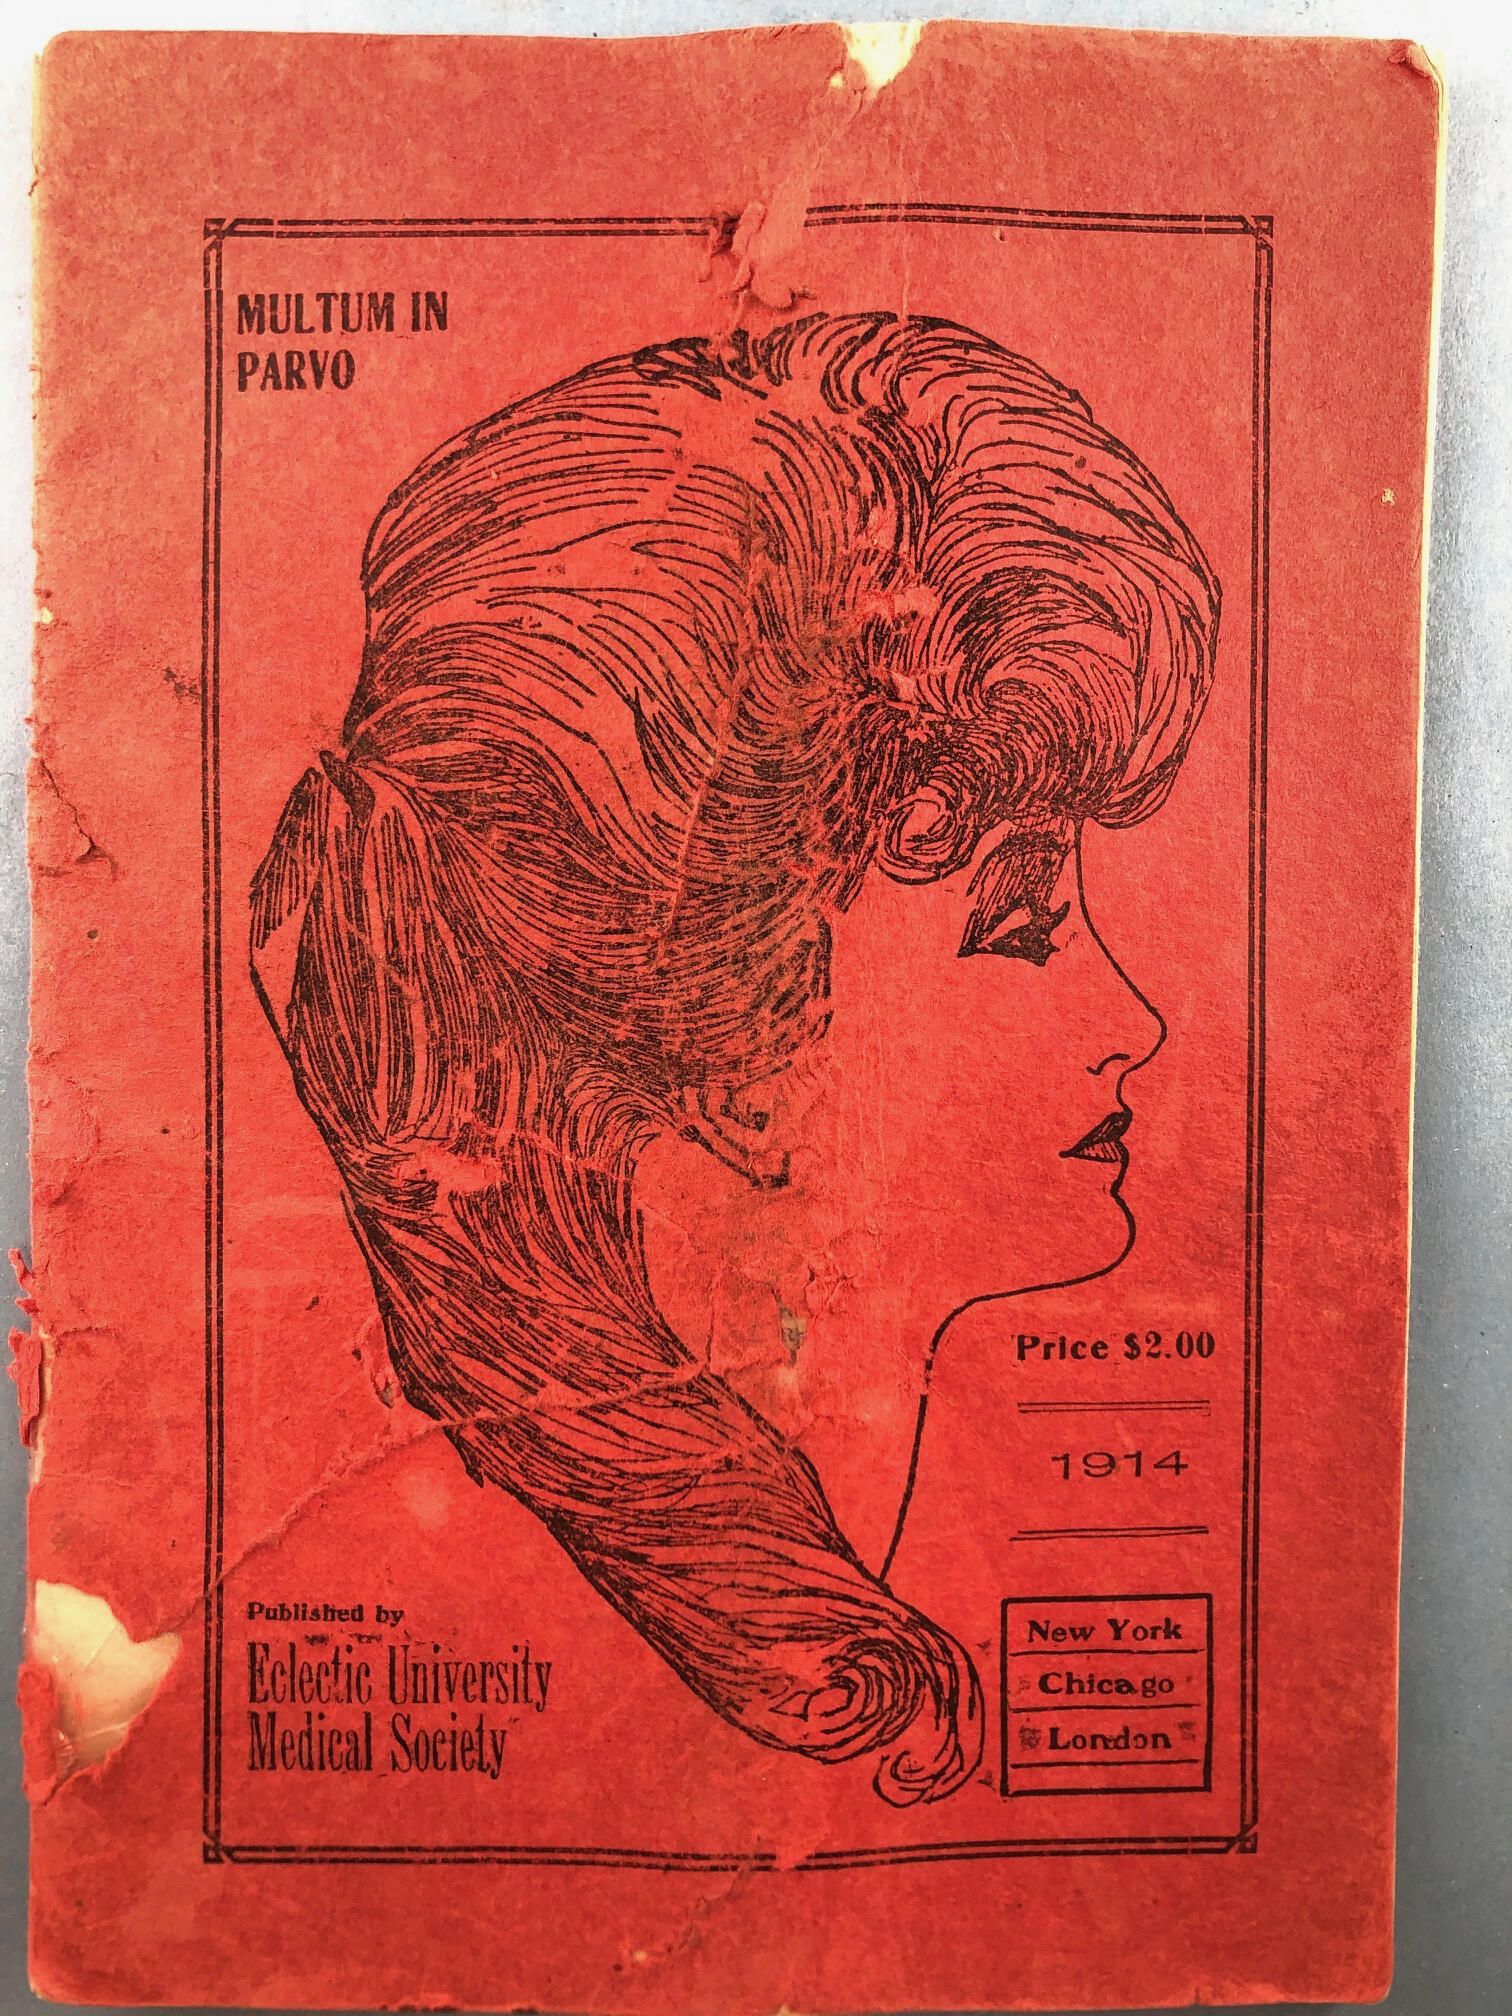 MULTUM IN
PARVO
Price $2.00
1914
Published by
Eclectic University
Medical Society
New York
Chicago
London